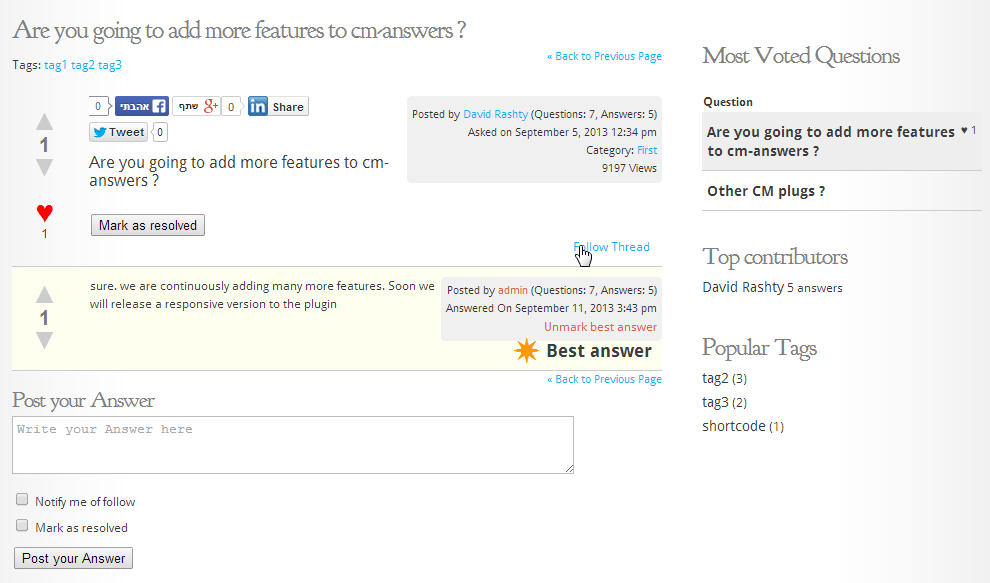 Are you going to add more features to cm-answers ?
« Back to Previous Page
Tags: tag1 tag2 tag3
0 אהבתי שתף 0 Share
Tweet 0
1
Are you going to add more features to cm-
answers ?
1
Mark as resolved
Posted by David Rashty (Questions: 7, Answers: 5)
Asked on September 5, 2013 12:34 pm
Category: First
9197 Views
Follow Thread
1
sure. we are continuously adding many more features. Soon we
will release a responsive version to the plugin
Posted by admin (Questions: 7, Answers: 5)
Answered On September 11, 2013 3:43 pm
Unmark best answer
Best answer
« Back to Previous Page
Post your Answer
Write your Answer here
Notify me of follow
Mark as resolved
Post your Answer
Most Voted Questions
Question
Are you going to add more features ♥ 1
to cm-answers ?
Other CM plugs ?
Top contributors
David Rashty 5 answers
Popular Tags
tag2 (3)
tag3 (2)
shortcode (1)